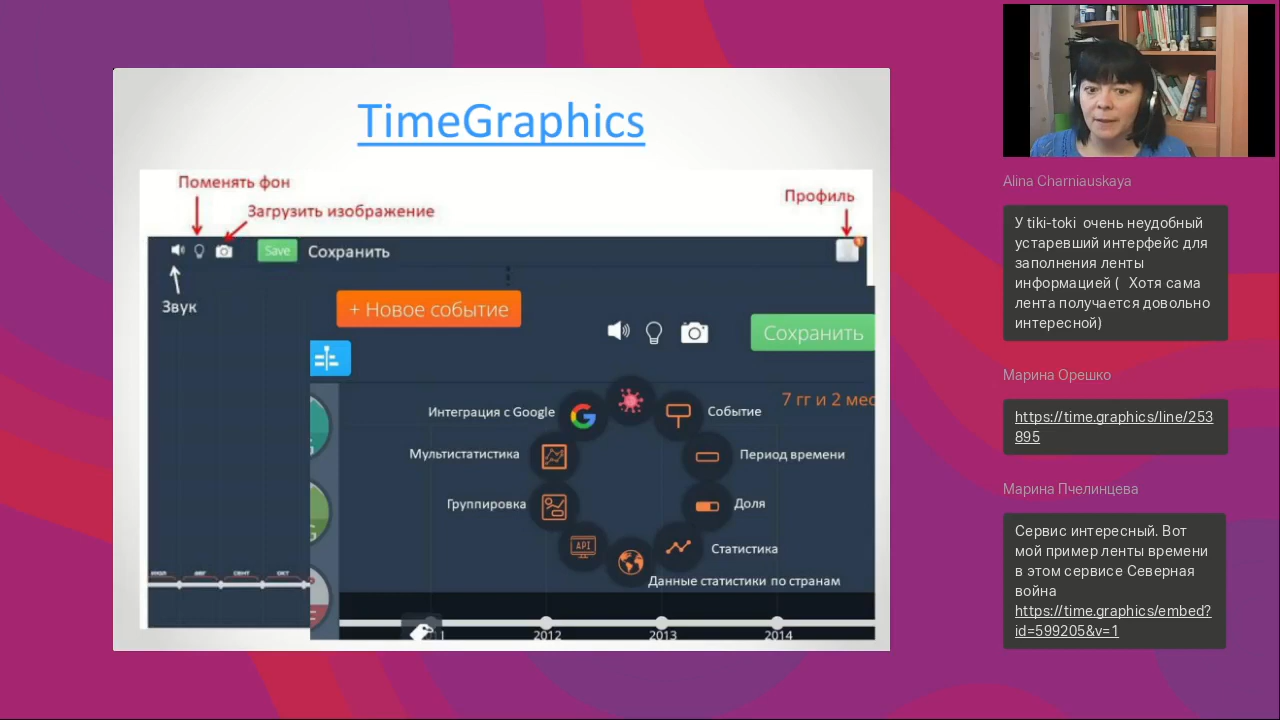 TimeGraphics
Поменять фон
Загрузить изображение
Профиль
Save
Сохранить
Звук
+ Новое событие
Сохранить
7 гг и 2 мес
Интеграция с Google
Событие
Мультистатистика
Период времени
Группировка
Доля
API
Статистика
Данные статистики по странам
авг
сент
окт
2012
2013
2014
Alina Charniauskaya
У tiki-toki очень неудобный
устаревший интерфейс для
заполнения ленты
информацией ( Хотя сама
лента получается довольно
интересной)
Марина Орешко
https://time.graphics/line/253
895
Марина Пчелинцева
Сервис интересный. Вот
мой пример ленты времени
в этом сервисе Северная
война
https://time.graphics/embed?
id=599205&v=1